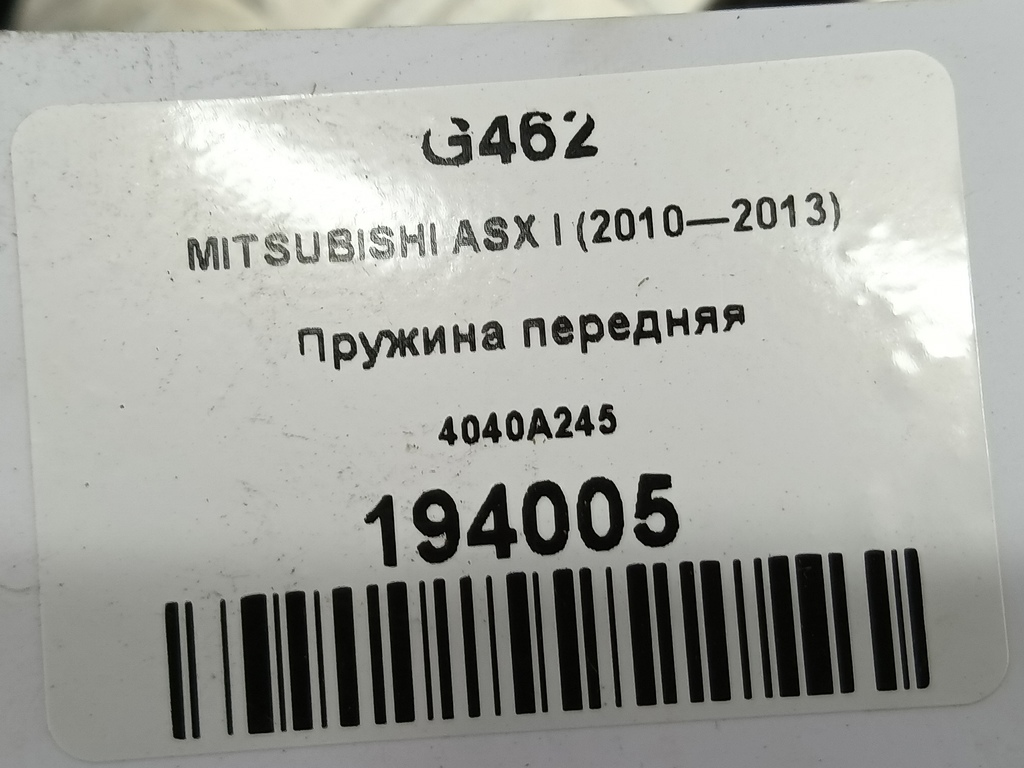 G462
MITSUBISHI ASX I (2010—2013)
Пружина передняя
4040A245
194005